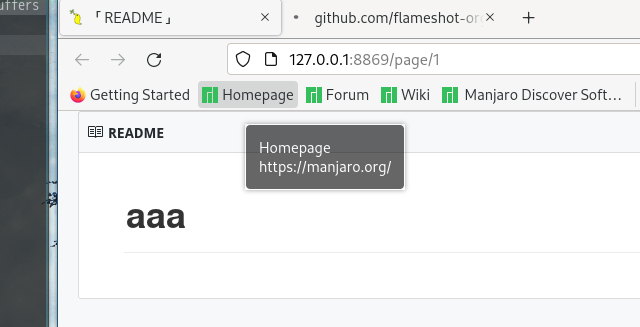 uffers
「README」 ×
github.com/flameshot-or ×
+
127.0.0.1:8869/page/1
Getting Started Homepage Forum Wiki Manjaro Discover Soft…
README
Homepage
https://manjaro.org/
aaa